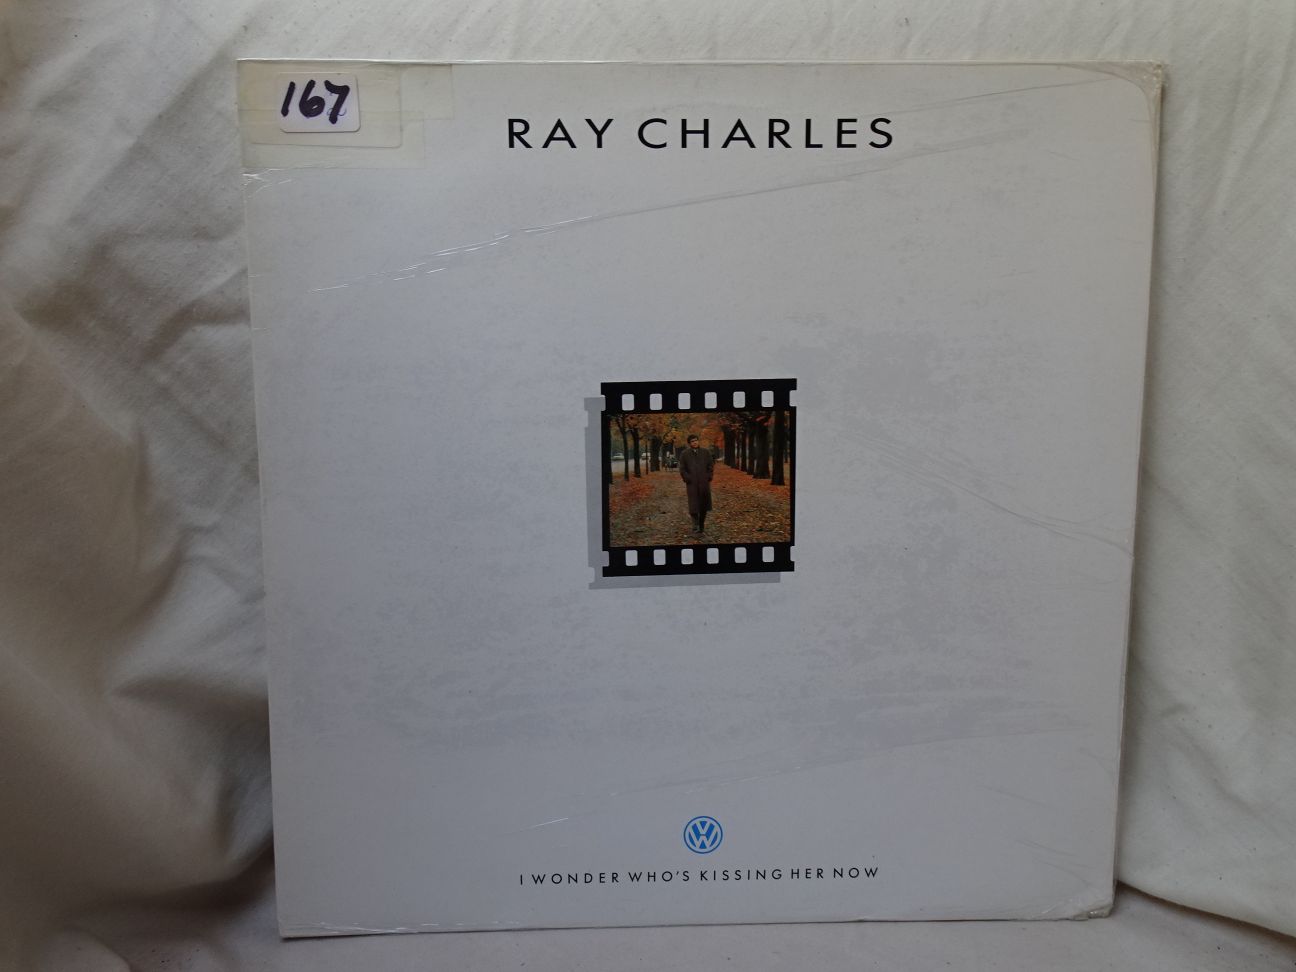 167
RAY CHARLES
VW
I WONDER WHO'S KISSING HER NOW